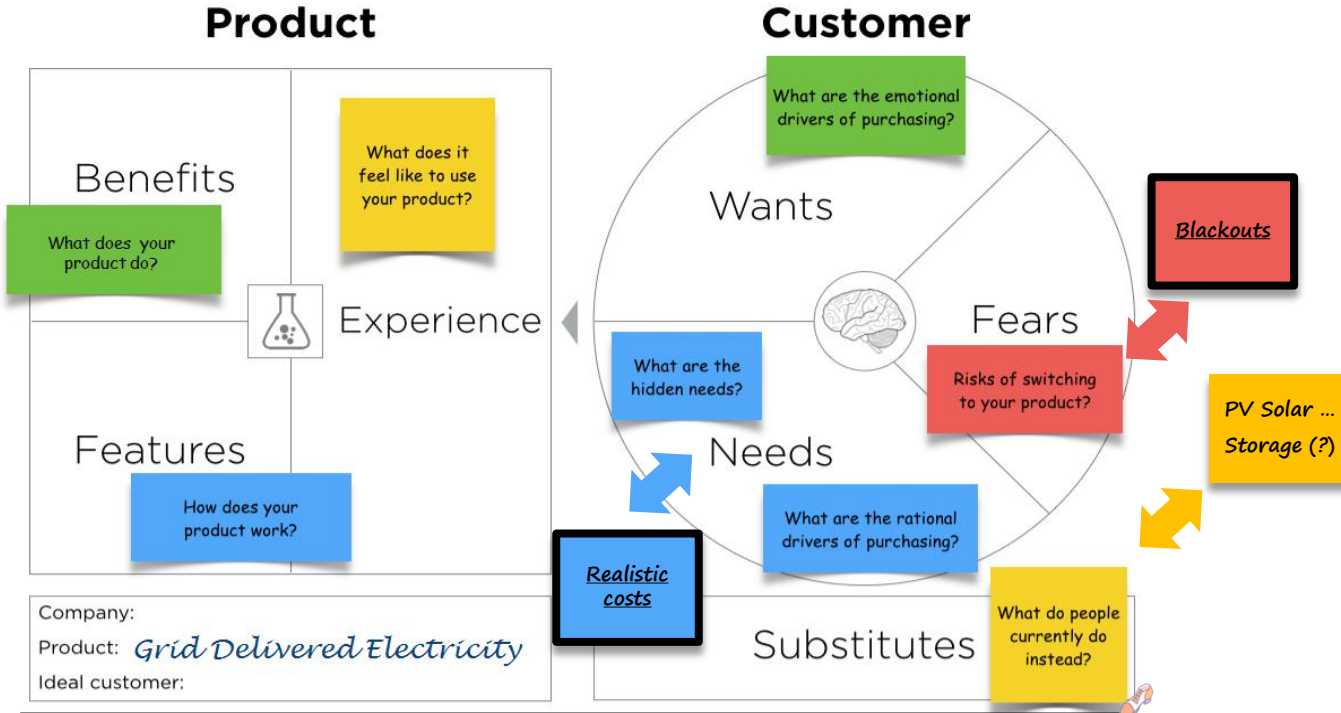 Product
Customer
Benefits
What does your
product do?
What does it
feel like to use
your product?
Experience
Features
How does your
product work?
Company:
Product: Grid Delivered Electricity
Ideal customer:
What are the emotional
drivers of purchasing?
Wants
Fears
Risks of switching
to your product?
Blackouts
What are the
hidden needs?
Needs
What are the rational
drivers of purchasing?
Realistic
costs
PV Solar ...
Storage (?)
Substitutes
What do people
currently do
instead?